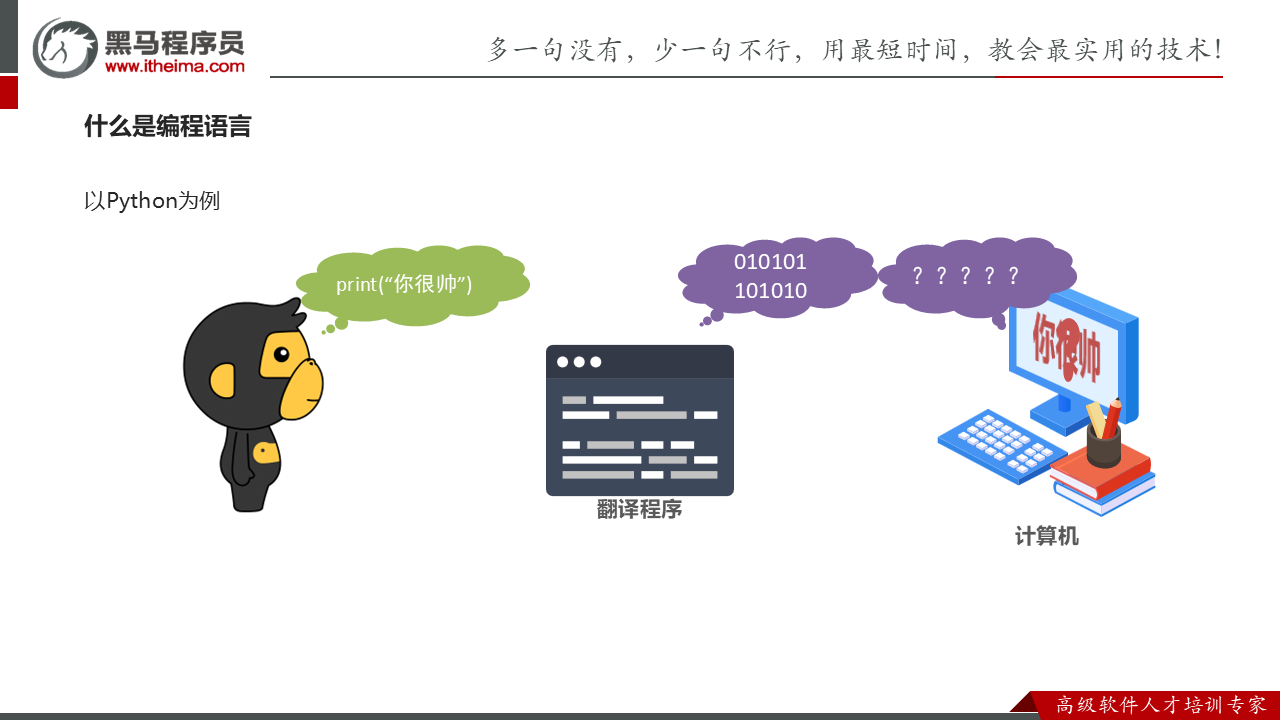 黑马程序员
www.itheima.com
多一句没有，少一句不行，用最短时间，教会最实用的技术！
什么是编程语言
以Python为例
print(“你很帅”)
010101
101010
？？？？？
你很帅
翻译程序
计算机
高级软件人才培训专家